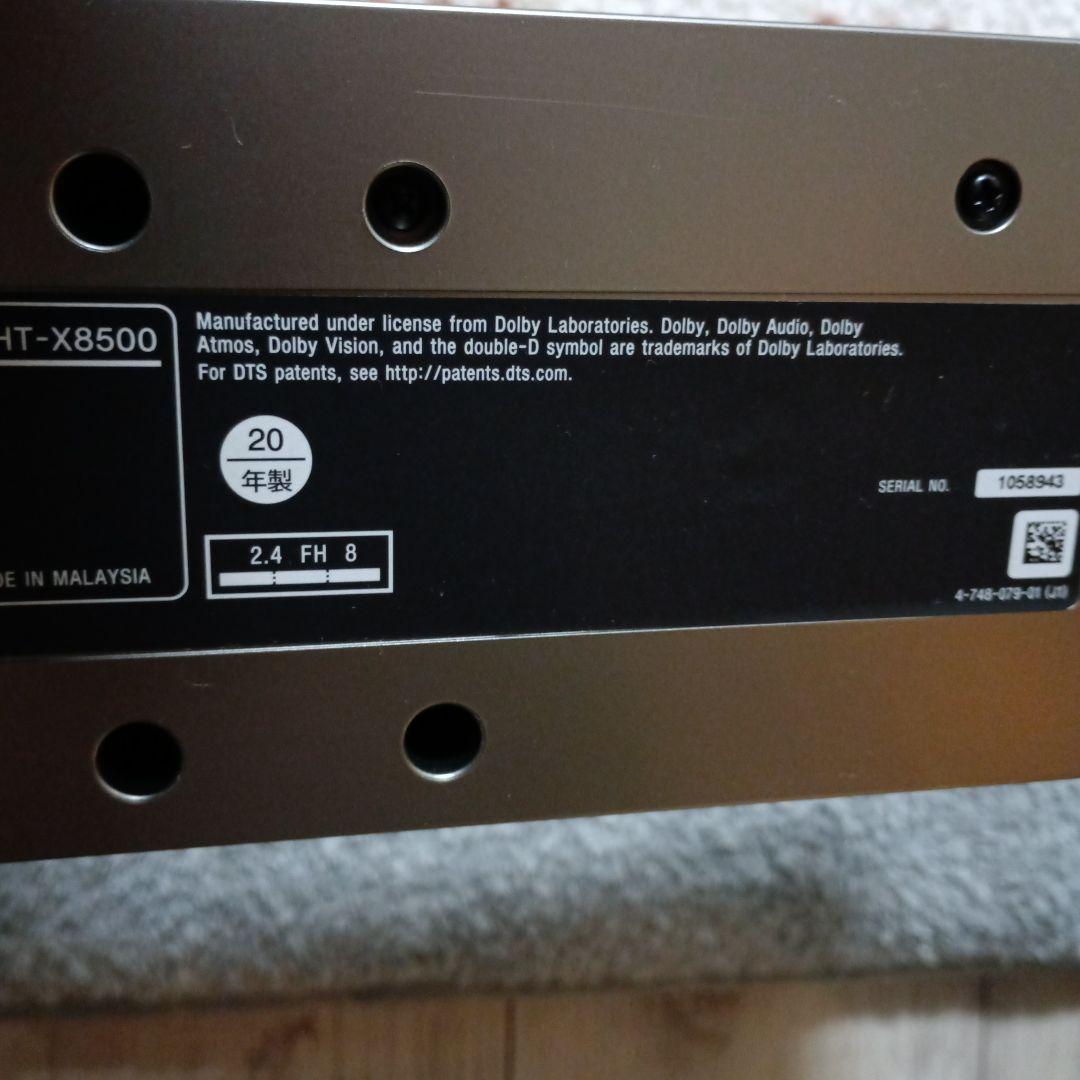 HT-X8500
Manufactured under license from Dolby Laboratories. Dolby, Dolby Audio, Dolby
Atmos, Dolby Vision, and the double-D symbol are trademarks of Dolby Laboratories.
For DTS patents, see http://patents.dts.com.
20
年製
SERIAL NO. 1058943
2.4 FH 8
DE IN MALAYSIA
4-748-079-01 (J1)